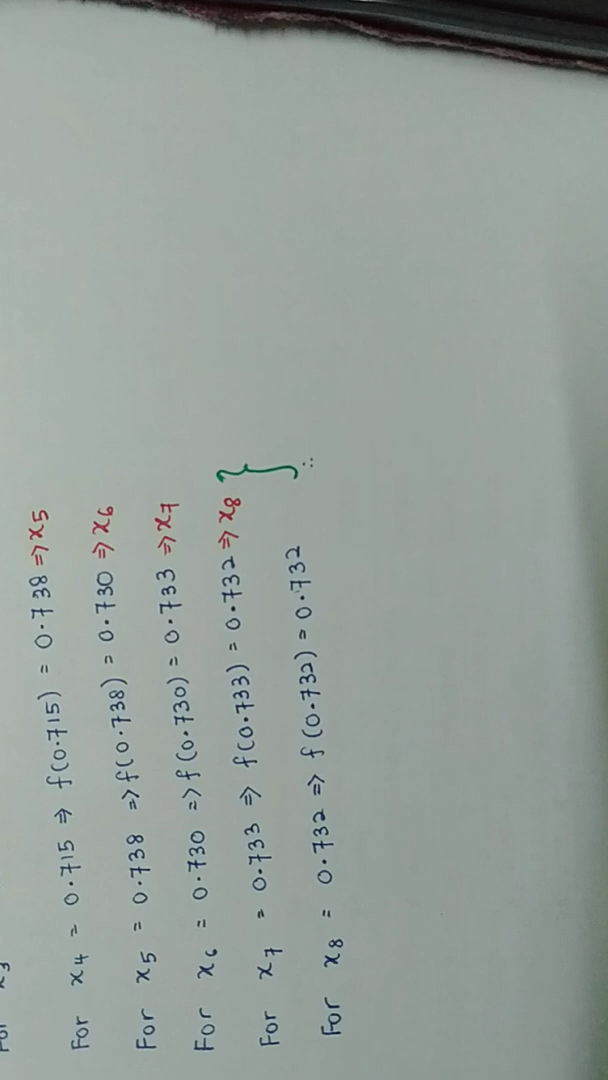 For x₃
For x₄ = 0.715 ⇒ f(0.715) = 0.738 ⇒ x₅
For x₅ = 0.738 ⇒ f(0.738) = 0.730 ⇒ x₆
For x₆ = 0.730 ⇒ f(0.730) = 0.733 ⇒ x₇
For x₇ = 0.733 ⇒ f(0.733) = 0.732 ⇒ x₈ }
For x₈ = 0.732 ⇒ f(0.732) = 0.732